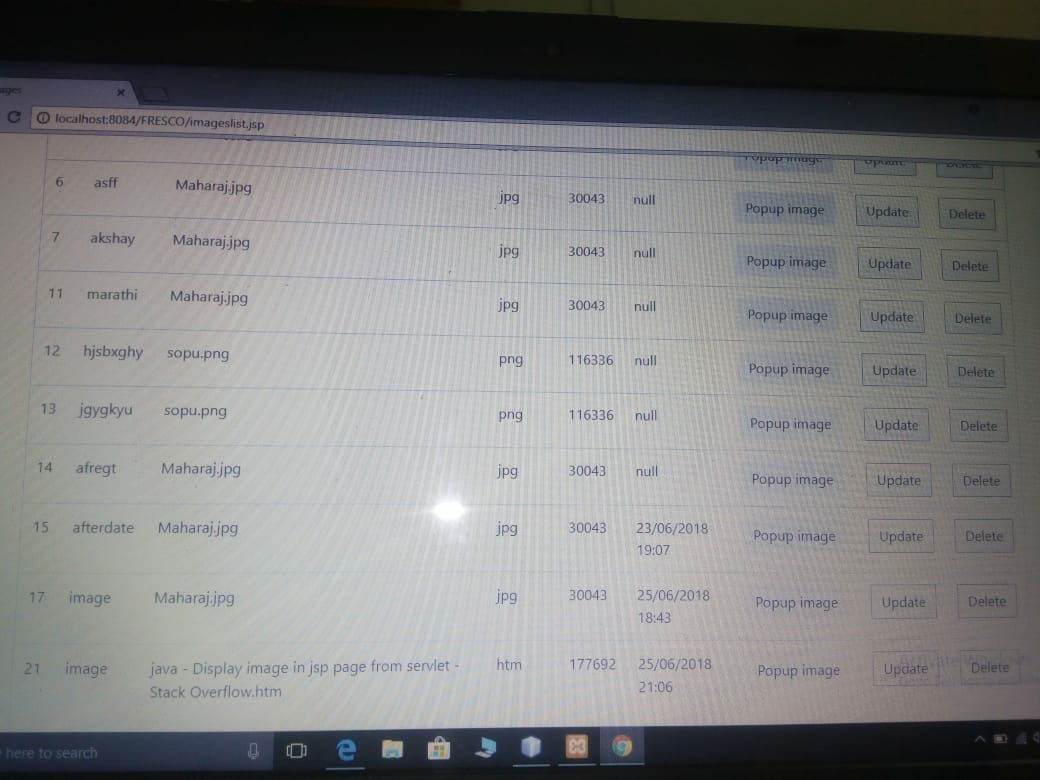 ages
localhost:8084/FRESCO/imageslist.jsp
Popup image Update Delete
6 asff Maharaj.jpg jpg 30043 null Popup image Update Delete
7 akshay Maharaj.jpg jpg 30043 null Popup image Update Delete
11 marathi Maharaj.jpg jpg 30043 null Popup image Update Delete
12 hjsbxghy sopu.png png 116336 null Popup image Update Delete
13 jgygkyu sopu.png png 116336 null Popup image Update Delete
14 afregt Maharaj.jpg jpg 30043 null Popup image Update Delete
15 afterdate Maharaj.jpg jpg 30043 23/06/2018 Popup image Update Delete
19:07
17 image Maharaj.jpg jpg 30043 25/06/2018 Popup image Update Delete
18:43
21 image java - Display image in jsp page from servlet - htm 177692 25/06/2018 Popup image Update Delete
Stack Overflow.htm 21:06
Activate Windows
here to search